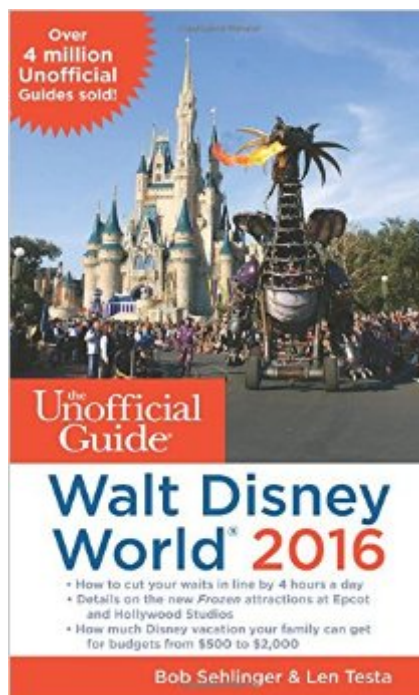 Over
4 million
Unofficial
Guides sold!
the
Unofficial
Guide®
Walt Disney
World® 2016
• How to cut your waits in line by 4 hours a day
• Details on the new Frozen attractions at Epcot
and Hollywood Studios
• How much Disney vacation your family can get
for budgets from $500 to $2,000
Bob Sehlinger & Len Testa